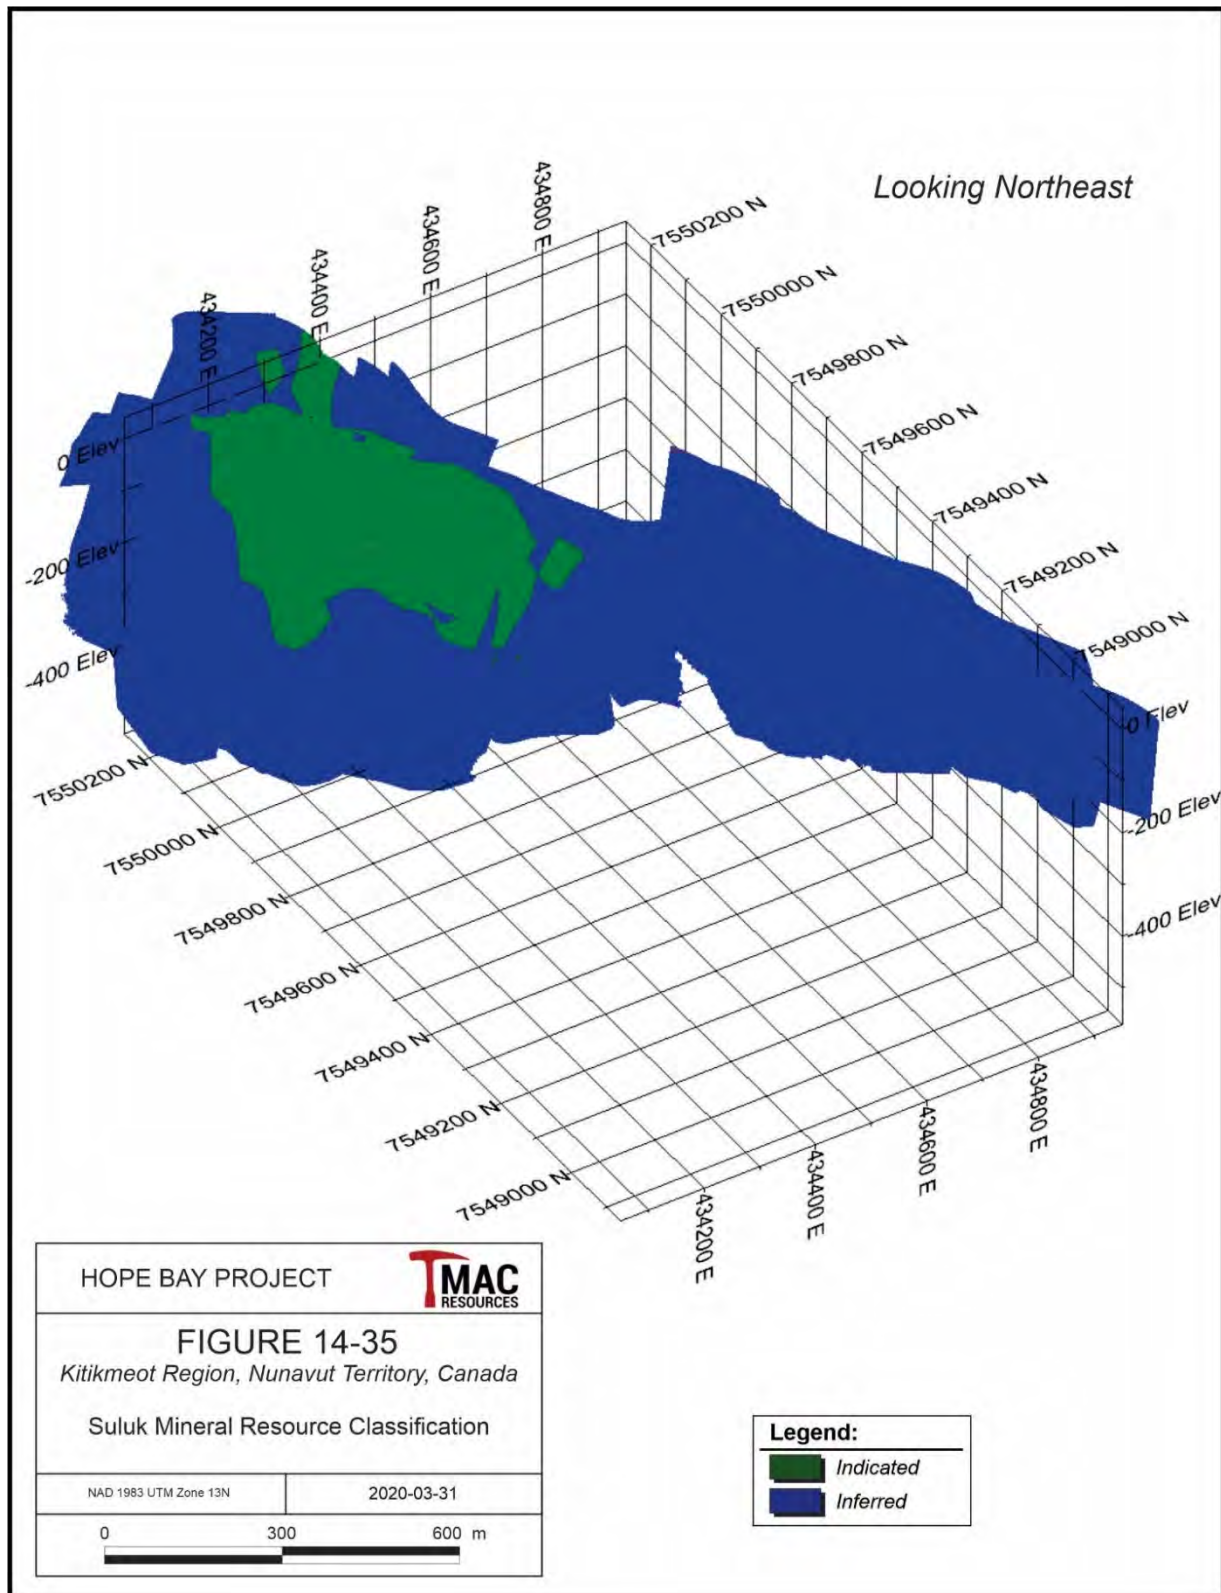 Looking Northeast
434200 E
434400 E
434600 E
434800 E
7550200 N
7550000 N
7549800 N
7549600 N
7549400 N
7549200 N
7549000 N
0 Elev
-200 Elev
-400 Elev
0 Elev
-200 Elev
-400 Elev
7550200 N
7550000 N
7549800 N
7549600 N
7549400 N
7549200 N
7549000 N
434200 E
434400 E
434600 E
434800 E
HOPE BAY PROJECT
TMAC
RESOURCES
FIGURE 14-35
Kitikmeot Region, Nunavut Territory, Canada
Suluk Mineral Resource Classification
NAD 1983 UTM Zone 13N
2020-03-31
0 300 600 m
Legend:
Indicated
Inferred